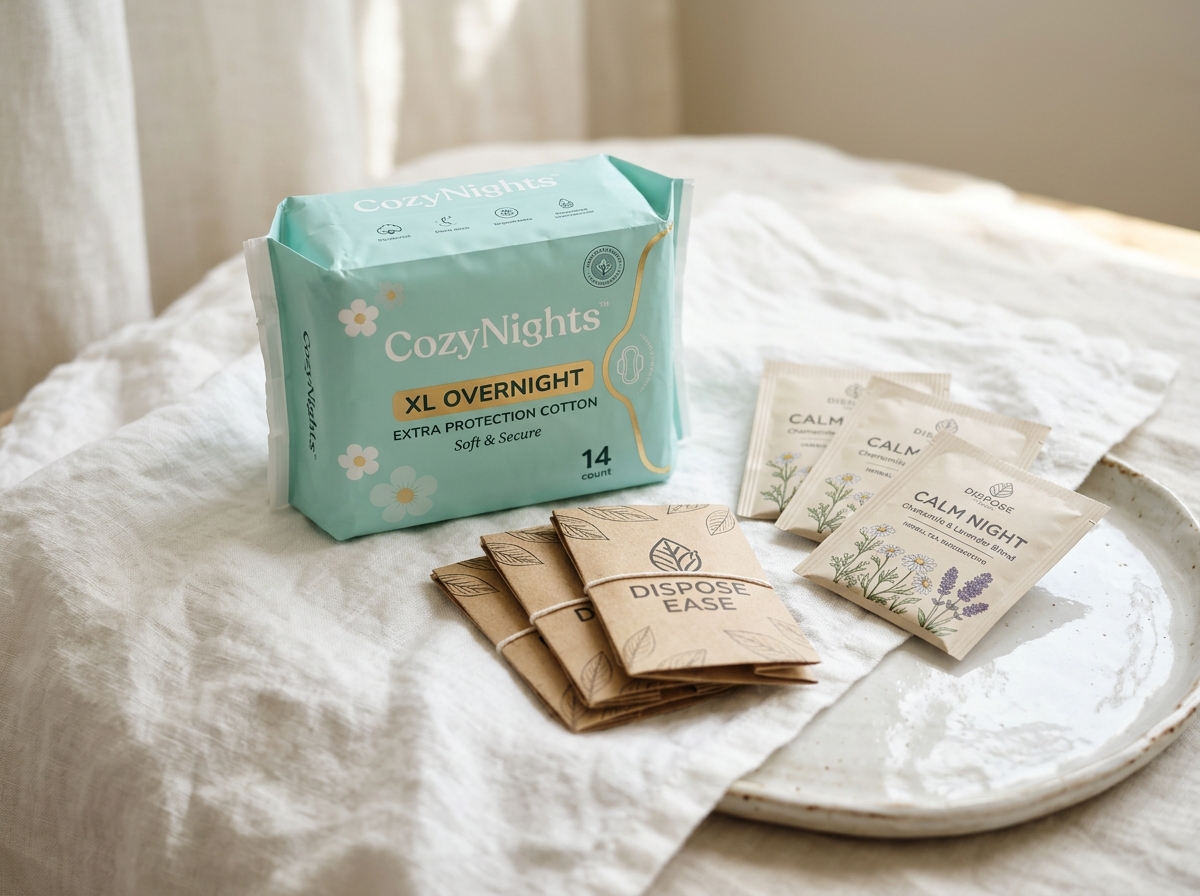 CozyNights
CozyNights™
XL OVERNIGHT
EXTRA PROTECTION COTTON
Soft & Secure
14
count
CozyNights
DISPOSE
EASE
D
CALM
CALM
DISPOSE
CALM NIGHT
Chamomile & Lavender Blend